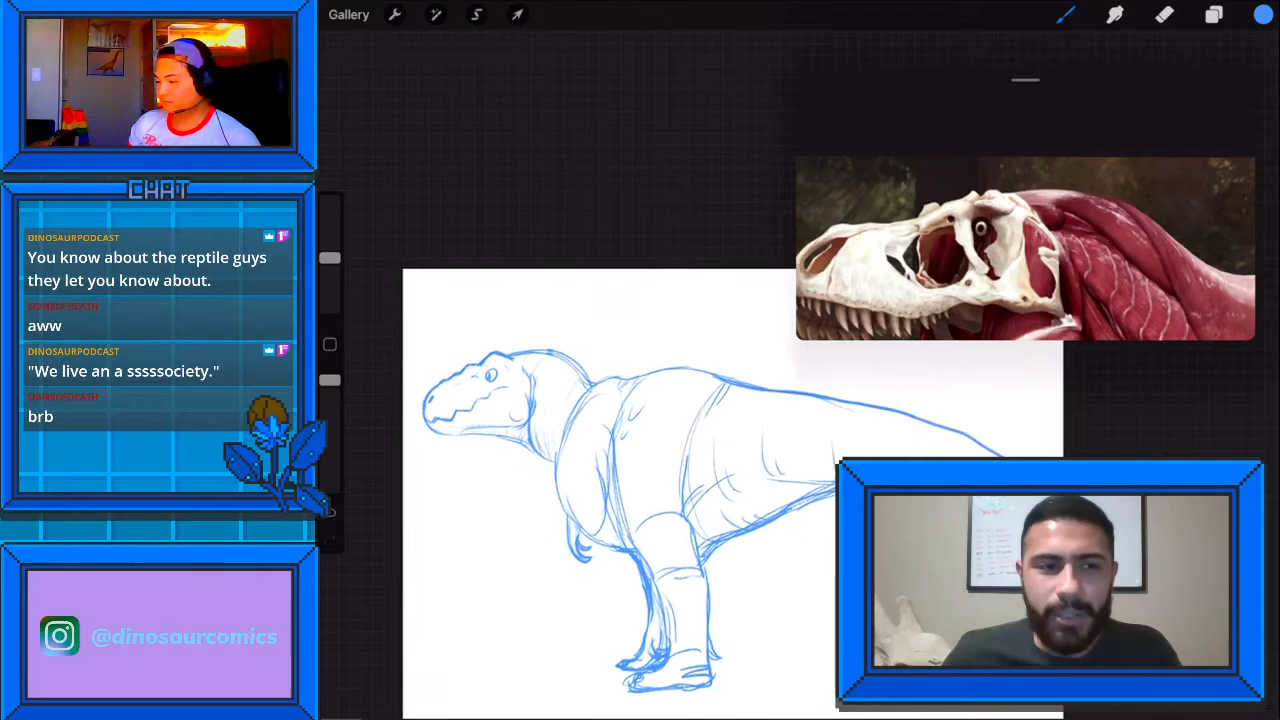 Gallery
CHAT
DINOSAURPODCAST
You know about the reptile guys
they let you know about.
aww
DINOSAURPODCAST
"We live an a sssssociety."
brb
@dinosaurcomics